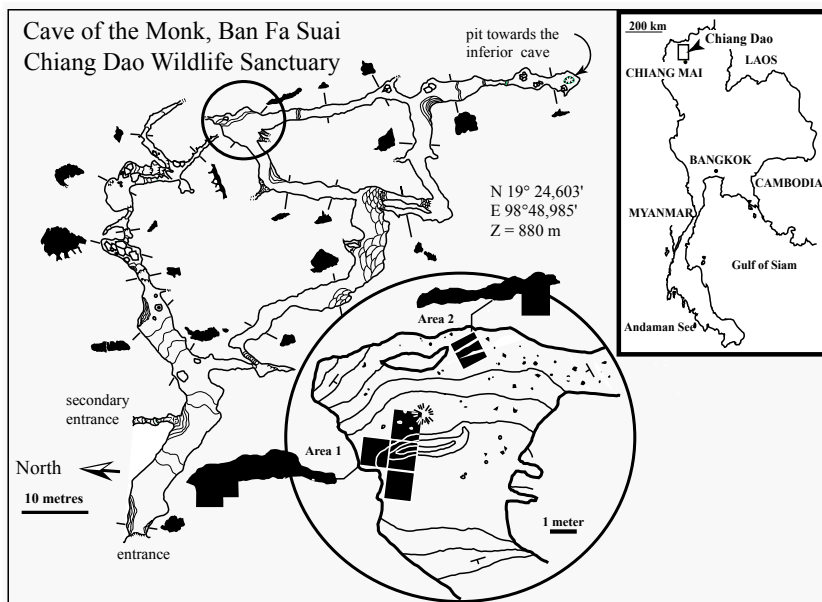 Cave of the Monk, Ban Fa Suai
Chiang Dao Wildlife Sanctuary
pit towards the
inferior cave
N 19° 24,603'
E 98°48,985'
Z = 880 m
Area 2
Area 1
1 meter
secondary
entrance
North
10 metres
entrance
200 km
Chiang Dao
CHIANG MAI
LAOS
BANGKOK
CAMBODIA
MYANMAR
Gulf of Siam
Andaman See